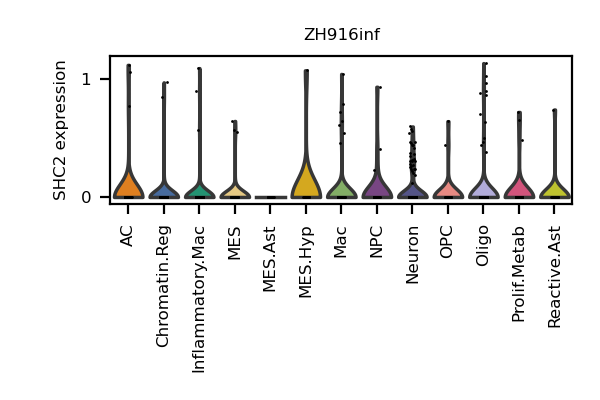 ZH916inf
SHC2 expression
1
0
AC
Chromatin.Reg
Inflammatory.Mac
MES
MES.Ast
MES.Hyp
Mac
NPC
Neuron
OPC
Oligo
Prolif.Metab
Reactive.Ast